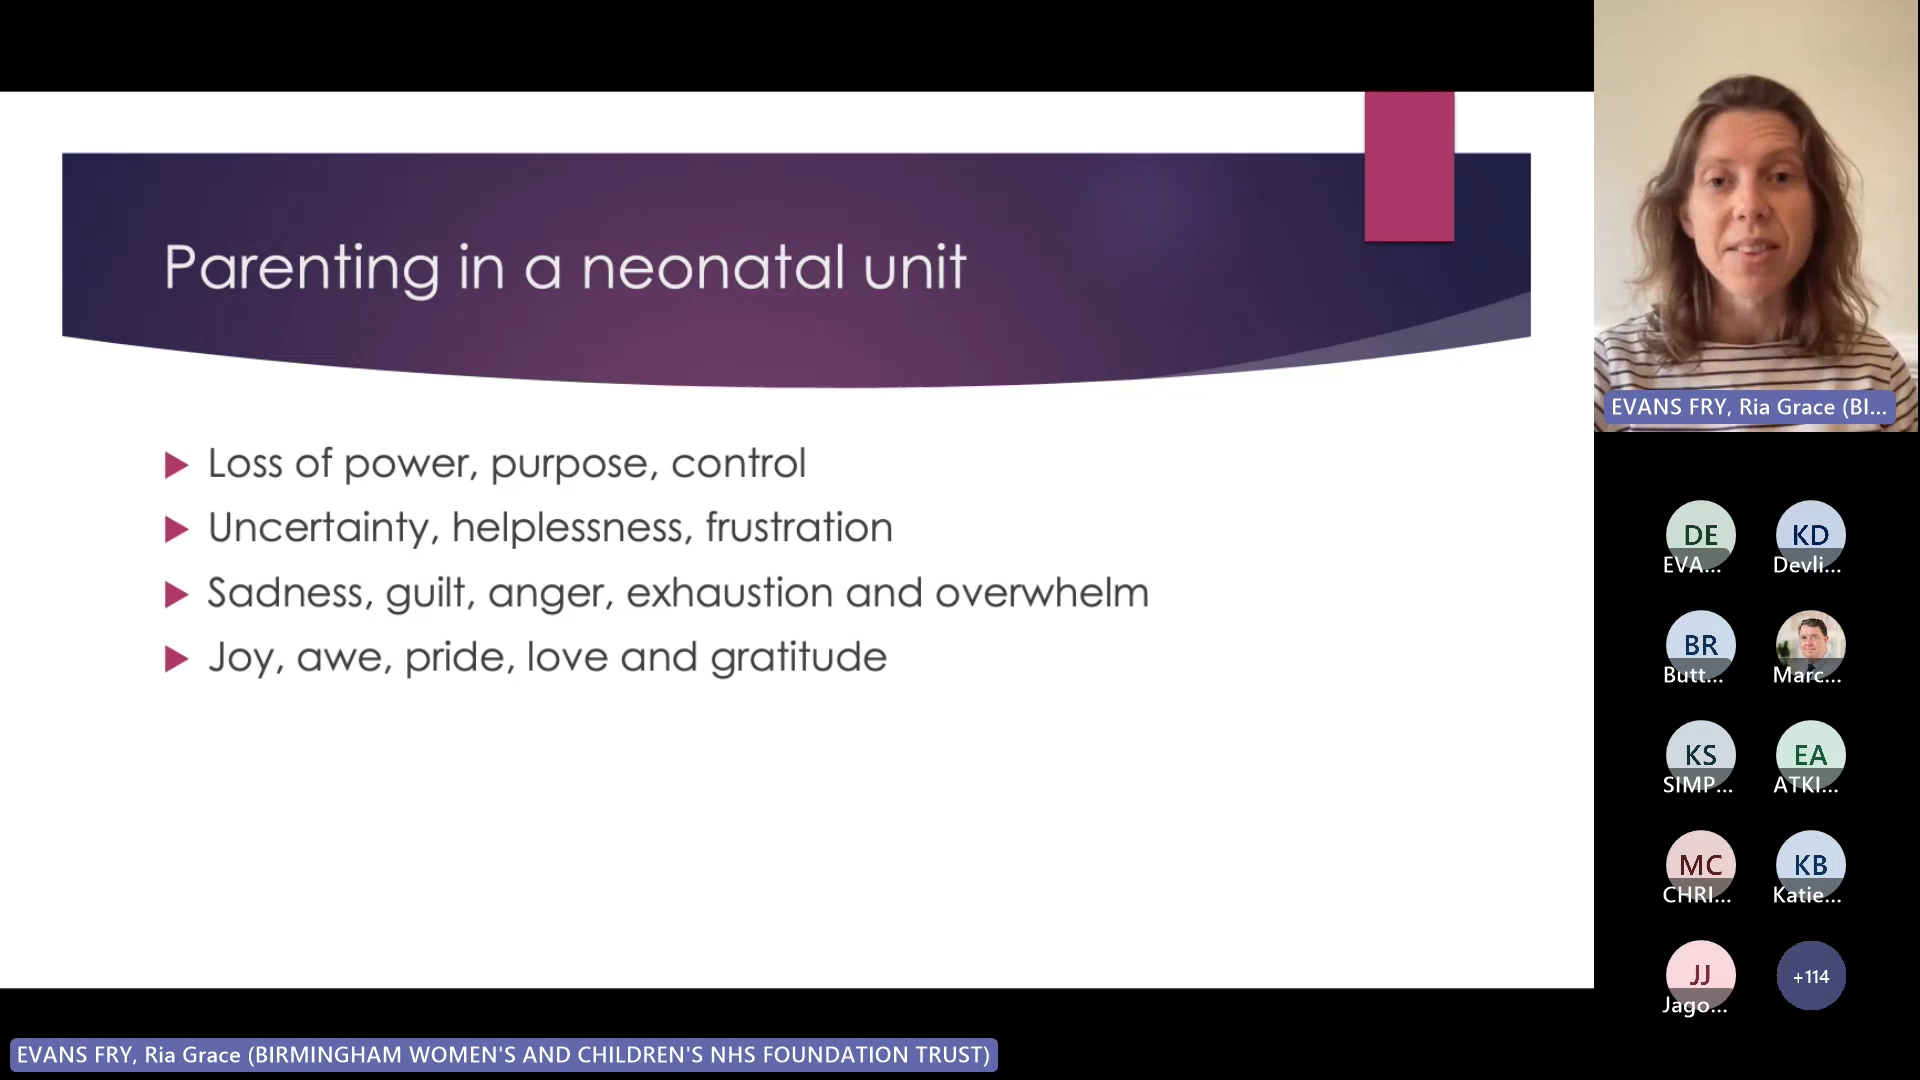 Parenting in a neonatal unit
Loss of power, purpose, control
Uncertainty, helplessness, frustration
Sadness, guilt, anger, exhaustion and overwhelm
Joy, awe, pride, love and gratitude
EVANS FRY, Ria Grace (BI...
DE
EVA...
KD
Devli...
BR
Butt...
Marc...
KS
SIMP...
EA
ATKI...
MC
CHRI...
KB
Katie...
JJ
Jago...
+114
EVANS FRY, Ria Grace (BIRMINGHAM WOMEN'S AND CHILDREN'S NHS FOUNDATION TRUST)